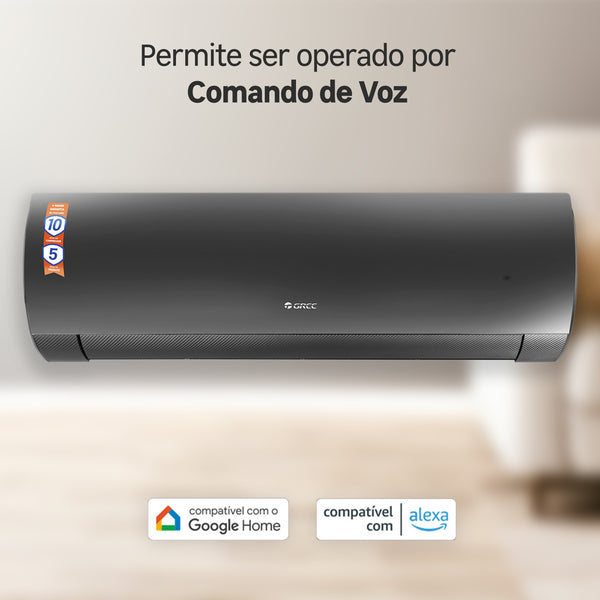 Permite ser operado por
Comando de Voz
10
5
GREE
compatível com o
Google Home
compatível
com
alexa